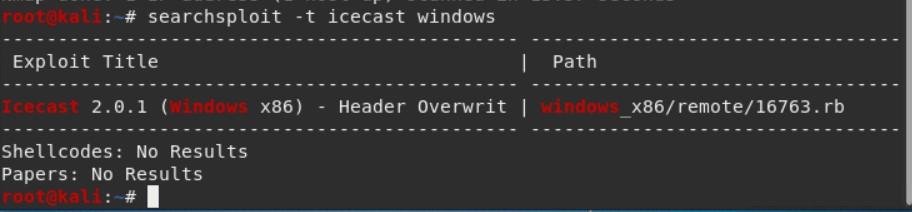 root@kali:~# searchsploit -t icecast windows
---------------------------------------------- ---------------------------------
Exploit Title | Path
---------------------------------------------- ---------------------------------
Icecast 2.0.1 (Windows x86) - Header Overwrit | windows_x86/remote/16763.rb
---------------------------------------------- ---------------------------------
Shellcodes: No Results
Papers: No Results
root@kali:~#